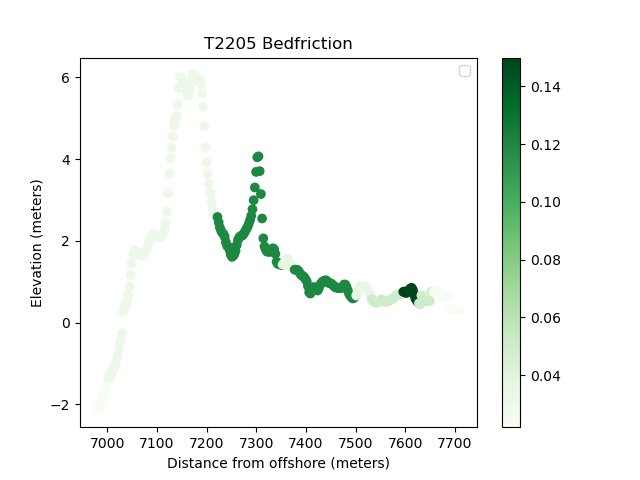 T2205 Bedfriction
6
4
2
0
−2
Elevation (meters)
7000 7100 7200 7300 7400 7500 7600 7700
Distance from offshore (meters)
0.14
0.12
0.10
0.08
0.06
0.04